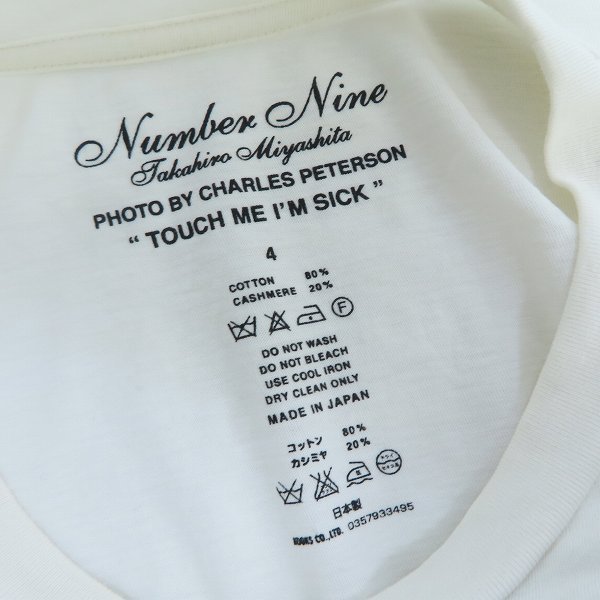 Number Nine
Takahiro Miyashita
PHOTO BY CHARLES PETERSON
“ TOUCH ME I'M SICK ”
4
COTTON 80%
CASHMERE 20%
F
DO NOT WASH
DO NOT BLEACH
USE COOL IRON
DRY CLEAN ONLY
MADE IN JAPAN
コットン 80%
カシミヤ 20%
日本製
CO.,LTD. 0357933495